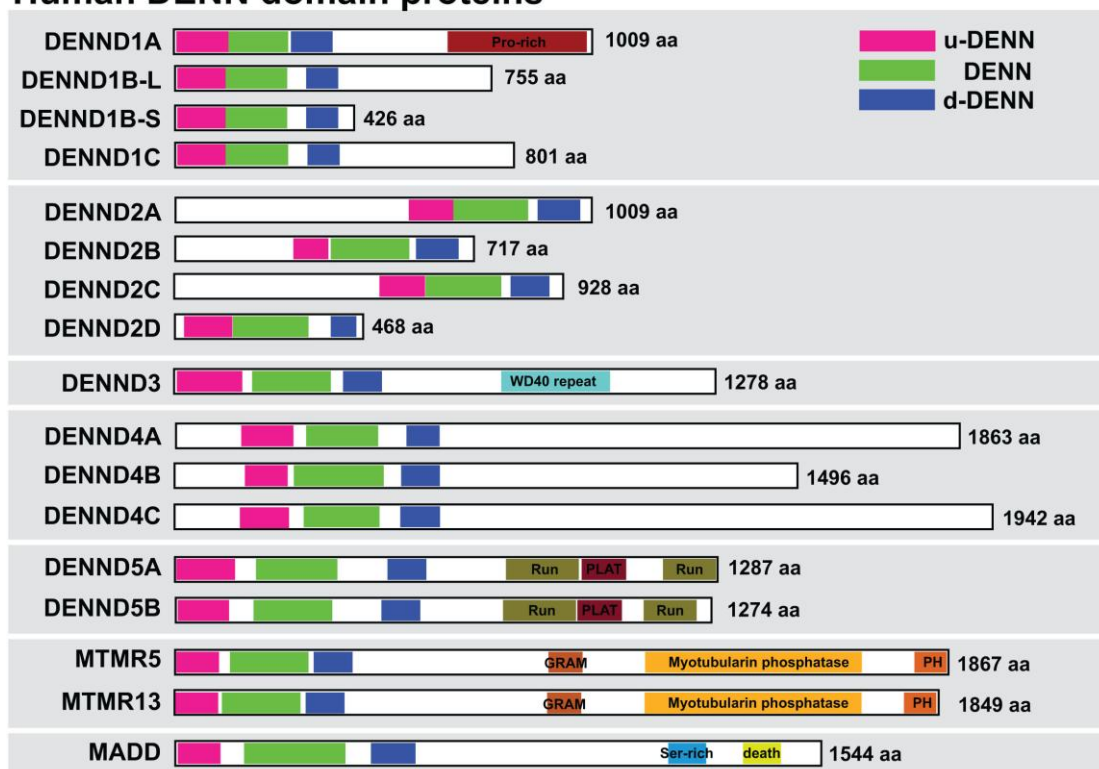 Human DENN domain proteins
DENND1A Pro-rich 1009 aa u-DENN
DENND1B-L 755 aa DENN
DENND1B-S 426 aa d-DENN
DENND1C 801 aa
DENND2A 1009 aa
DENND2B 717 aa
DENND2C 928 aa
DENND2D 468 aa
DENND3 WD40 repeat 1278 aa
DENND4A 1863 aa
DENND4B 1496 aa
DENND4C 1942 aa
DENND5A Run PLAT Run 1287 aa
DENND5B Run PLAT Run 1274 aa
MTMR5 GRAM Myotubularin phosphatase PH 1867 aa
MTMR13 GRAM Myotubularin phosphatase PH 1849 aa
MADD Ser-rich death 1544 aa